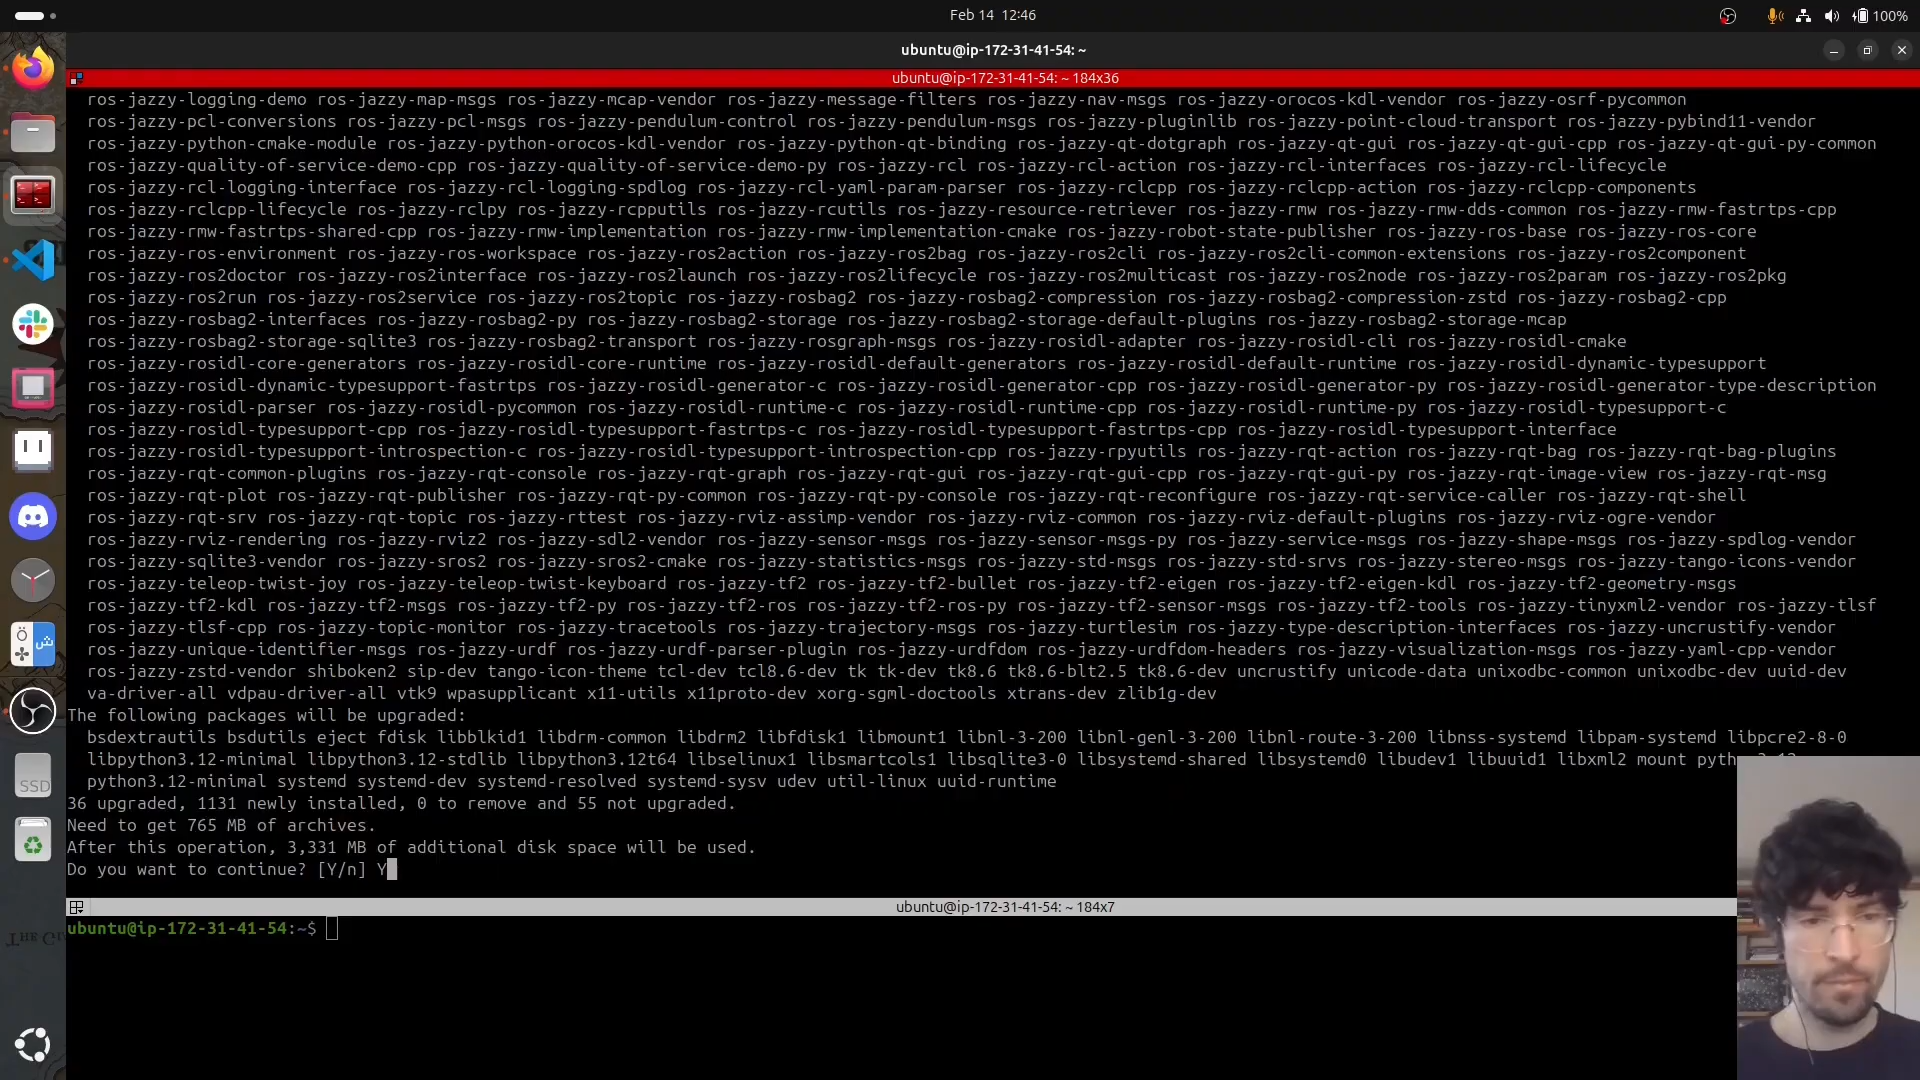 Feb 14 12:46
100%
ubuntu@ip-172-31-41-54: ~
ubuntu@ip-172-31-41-54: ~ 184x36
ros-jazzy-logging-demo ros-jazzy-map-msgs ros-jazzy-mcap-vendor ros-jazzy-message-filters ros-jazzy-nav-msgs ros-jazzy-orocos-kdl-vendor ros-jazzy-osrf-pycommon
ros-jazzy-pcl-conversions ros-jazzy-pcl-msgs ros-jazzy-pendulum-control ros-jazzy-pendulum-msgs ros-jazzy-pluginlib ros-jazzy-point-cloud-transport ros-jazzy-pybind11-vendor
ros-jazzy-python-cmake-module ros-jazzy-python-orocos-kdl-vendor ros-jazzy-python-qt-binding ros-jazzy-qt-dotgraph ros-jazzy-qt-gui ros-jazzy-qt-gui-cpp ros-jazzy-qt-gui-py-common
ros-jazzy-quality-of-service-demo-cpp ros-jazzy-quality-of-service-demo-py ros-jazzy-rcl ros-jazzy-rcl-action ros-jazzy-rcl-interfaces ros-jazzy-rcl-lifecycle
ros-jazzy-rcl-logging-interface ros-jazzy-rcl-logging-spdlog ros-jazzy-rcl-yaml-param-parser ros-jazzy-rclcpp ros-jazzy-rclcpp-action ros-jazzy-rclcpp-components
ros-jazzy-rclcpp-lifecycle ros-jazzy-rclpy ros-jazzy-rcpputils ros-jazzy-rcutils ros-jazzy-resource-retriever ros-jazzy-rmw ros-jazzy-rmw-dds-common ros-jazzy-rmw-fastrtps-cpp
ros-jazzy-rmw-fastrtps-shared-cpp ros-jazzy-rmw-implementation ros-jazzy-rmw-implementation-cmake ros-jazzy-robot-state-publisher ros-jazzy-ros-base ros-jazzy-ros-core
ros-jazzy-ros-environment ros-jazzy-ros-workspace ros-jazzy-ros2action ros-jazzy-ros2bag ros-jazzy-ros2cli ros-jazzy-ros2cli-common-extensions ros-jazzy-ros2component
ros-jazzy-ros2doctor ros-jazzy-ros2interface ros-jazzy-ros2launch ros-jazzy-ros2lifecycle ros-jazzy-ros2multicast ros-jazzy-ros2node ros-jazzy-ros2param ros-jazzy-ros2pkg
ros-jazzy-ros2run ros-jazzy-ros2service ros-jazzy-ros2topic ros-jazzy-rosbag2 ros-jazzy-rosbag2-compression ros-jazzy-rosbag2-compression-zstd ros-jazzy-rosbag2-cpp
ros-jazzy-rosbag2-interfaces ros-jazzy-rosbag2-py ros-jazzy-rosbag2-storage ros-jazzy-rosbag2-storage-default-plugins ros-jazzy-rosbag2-storage-mcap
ros-jazzy-rosbag2-storage-sqlite3 ros-jazzy-rosbag2-transport ros-jazzy-rosgraph-msgs ros-jazzy-rosidl-adapter ros-jazzy-rosidl-cli ros-jazzy-rosidl-cmake
ros-jazzy-rosidl-core-generators ros-jazzy-rosidl-core-runtime ros-jazzy-rosidl-default-generators ros-jazzy-rosidl-default-runtime ros-jazzy-rosidl-dynamic-typesupport
ros-jazzy-rosidl-dynamic-typesupport-fastrtps ros-jazzy-rosidl-generator-c ros-jazzy-rosidl-generator-cpp ros-jazzy-rosidl-generator-py ros-jazzy-rosidl-generator-type-description
ros-jazzy-rosidl-parser ros-jazzy-rosidl-pycommon ros-jazzy-rosidl-runtime-c ros-jazzy-rosidl-runtime-cpp ros-jazzy-rosidl-runtime-py ros-jazzy-rosidl-typesupport-c
ros-jazzy-rosidl-typesupport-cpp ros-jazzy-rosidl-typesupport-fastrtps-c ros-jazzy-rosidl-typesupport-fastrtps-cpp ros-jazzy-rosidl-typesupport-interface
ros-jazzy-rosidl-typesupport-introspection-c ros-jazzy-rosidl-typesupport-introspection-cpp ros-jazzy-rpyutils ros-jazzy-rqt-action ros-jazzy-rqt-bag ros-jazzy-rqt-bag-plugins
ros-jazzy-rqt-common-plugins ros-jazzy-rqt-console ros-jazzy-rqt-graph ros-jazzy-rqt-gui ros-jazzy-rqt-gui-cpp ros-jazzy-rqt-gui-py ros-jazzy-rqt-image-view ros-jazzy-rqt-msg
ros-jazzy-rqt-plot ros-jazzy-rqt-publisher ros-jazzy-rqt-py-common ros-jazzy-rqt-py-console ros-jazzy-rqt-reconfigure ros-jazzy-rqt-service-caller ros-jazzy-rqt-shell
ros-jazzy-rqt-srv ros-jazzy-rqt-topic ros-jazzy-rttest ros-jazzy-rviz-assimp-vendor ros-jazzy-rviz-common ros-jazzy-rviz-default-plugins ros-jazzy-rviz-ogre-vendor
ros-jazzy-rviz-rendering ros-jazzy-rviz2 ros-jazzy-sdl2-vendor ros-jazzy-sensor-msgs ros-jazzy-sensor-msgs-py ros-jazzy-service-msgs ros-jazzy-shape-msgs ros-jazzy-spdlog-vendor
ros-jazzy-sqlite3-vendor ros-jazzy-sros2 ros-jazzy-sros2-cmake ros-jazzy-statistics-msgs ros-jazzy-std-msgs ros-jazzy-std-srvs ros-jazzy-stereo-msgs ros-jazzy-tango-icons-vendor
ros-jazzy-teleop-twist-joy ros-jazzy-teleop-twist-keyboard ros-jazzy-tf2 ros-jazzy-tf2-bullet ros-jazzy-tf2-eigen ros-jazzy-tf2-eigen-kdl ros-jazzy-tf2-geometry-msgs
ros-jazzy-tf2-kdl ros-jazzy-tf2-msgs ros-jazzy-tf2-py ros-jazzy-tf2-ros ros-jazzy-tf2-ros-py ros-jazzy-tf2-sensor-msgs ros-jazzy-tf2-tools ros-jazzy-tinyxml2-vendor ros-jazzy-tlsf
ros-jazzy-tlsf-cpp ros-jazzy-topic-monitor ros-jazzy-tracetools ros-jazzy-trajectory-msgs ros-jazzy-turtlesim ros-jazzy-type-description-interfaces ros-jazzy-uncrustify-vendor
ros-jazzy-unique-identifier-msgs ros-jazzy-urdf ros-jazzy-urdf-parser-plugin ros-jazzy-urdfdom ros-jazzy-urdfdom-headers ros-jazzy-visualization-msgs ros-jazzy-yaml-cpp-vendor
ros-jazzy-zstd-vendor shiboken2 sip-dev tango-icon-theme tcl-dev tcl8.6-dev tk tk-dev tk8.6 tk8.6-blt2.5 tk8.6-dev uncrustify unicode-data unixodbc-common unixodbc-dev uuid-dev
va-driver-all vdpau-driver-all vtk9 wpasupplicant x11-utils x11proto-dev xorg-sgml-doctools xtrans-dev zlib1g-dev
The following packages will be upgraded:
bsdextrautils bsdutils eject fdisk libblkid1 libdrm-common libdrm2 libfdisk1 libmount1 libnl-3-200 libnl-genl-3-200 libnl-route-3-200 libnss-systemd libpam-systemd libpcre2-8-0
libpython3.12-minimal libpython3.12-stdlib libpython3.12t64 libselinux1 libsmartcols1 libsqlite3-0 libsystemd-shared libsystemd0 libudev1 libuuid1 libxml2 mount
python3.12-minimal systemd systemd-dev systemd-resolved systemd-sysv udev util-linux uuid-runtime
36 upgraded, 1131 newly installed, 0 to remove and 55 not upgraded.
Need to get 765 MB of archives.
After this operation, 3,331 MB of additional disk space will be used.
Do you want to continue? [Y/n] Y
SSD
ubuntu@ip-172-31-41-54: ~ 184x7
ubuntu@ip-172-31-41-54:~$